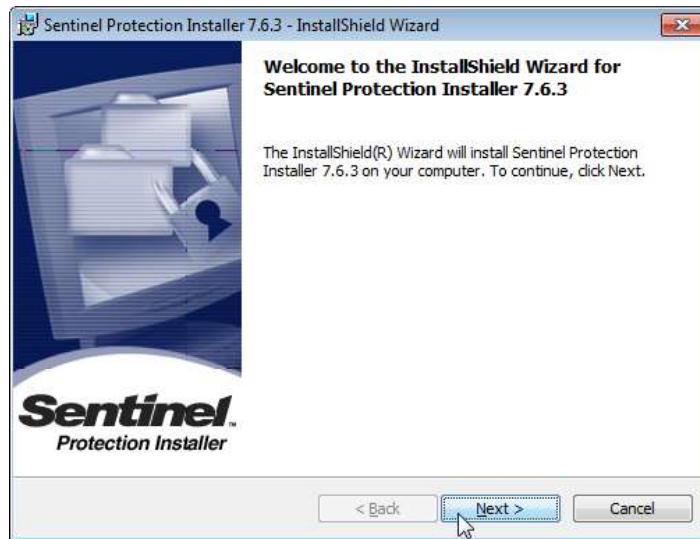 Sentinel Protection Installer 7.6.3 - InstallShield Wizard
Welcome to the InstallShield Wizard for
Sentinel Protection Installer 7.6.3
The InstallShield(R) Wizard will install Sentinel Protection
Installer 7.6.3 on your computer. To continue, click Next.
Sentinel™
Protection Installer
< Back
Next >
Cancel